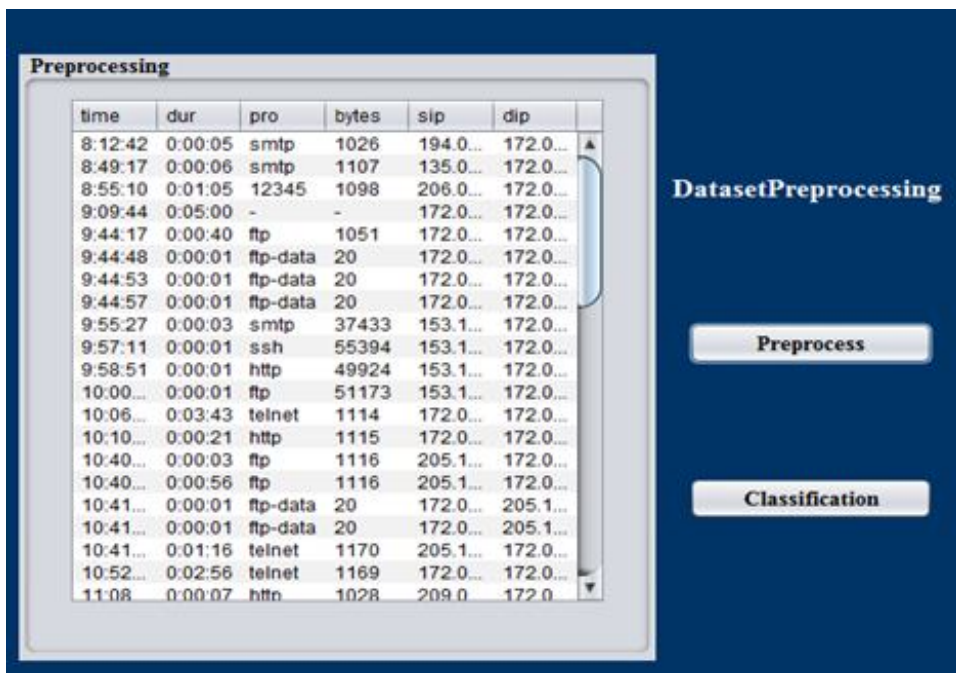 Preprocessing
time dur pro bytes sip dip
8:12:42 0:00:05 smtp 1026 194.0... 172.0...
8:49:17 0:00:06 smtp 1107 135.0... 172.0...
8:55:10 0:01:05 12345 1098 206.0... 172.0...
9:09:44 0:05:00 - - 172.0... 172.0...
9:44:17 0:00:40 ftp 1051 172.0... 172.0...
9:44:48 0:00:01 ftp-data 20 172.0... 172.0...
9:44:53 0:00:01 ftp-data 20 172.0... 172.0...
9:44:57 0:00:01 ftp-data 20 172.0... 172.0...
9:55:27 0:00:03 smtp 37433 153.1... 172.0...
9:57:11 0:00:01 ssh 55394 153.1... 172.0...
9:58:51 0:00:01 http 49924 153.1... 172.0...
10:00... 0:00:01 ftp 51173 153.1... 172.0...
10:06... 0:03:43 telnet 1114 172.0... 172.0...
10:10... 0:00:21 http 1115 172.0... 172.0...
10:40... 0:00:03 ftp 1116 205.1... 172.0...
10:40... 0:00:56 ftp 1116 205.1... 172.0...
10:41... 0:00:01 ftp-data 20 172.0... 205.1...
10:41... 0:00:01 ftp-data 20 172.0... 205.1...
10:41... 0:01:16 telnet 1170 205.1... 172.0...
10:52... 0:02:56 telnet 1169 172.0... 172.0...
11:08 0:00:07 http 1028 209.0 172.0
DatasetPreprocessing
Preprocess
Classification